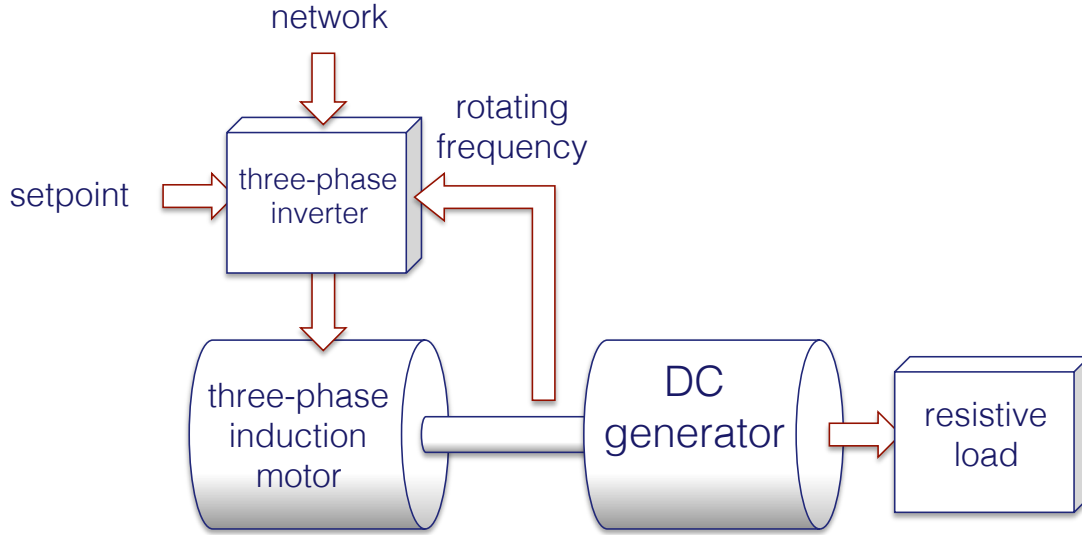 network
rotating
frequency
setpoint
three-phase
inverter
three-phase
induction
motor
DC
generator
resistive
load